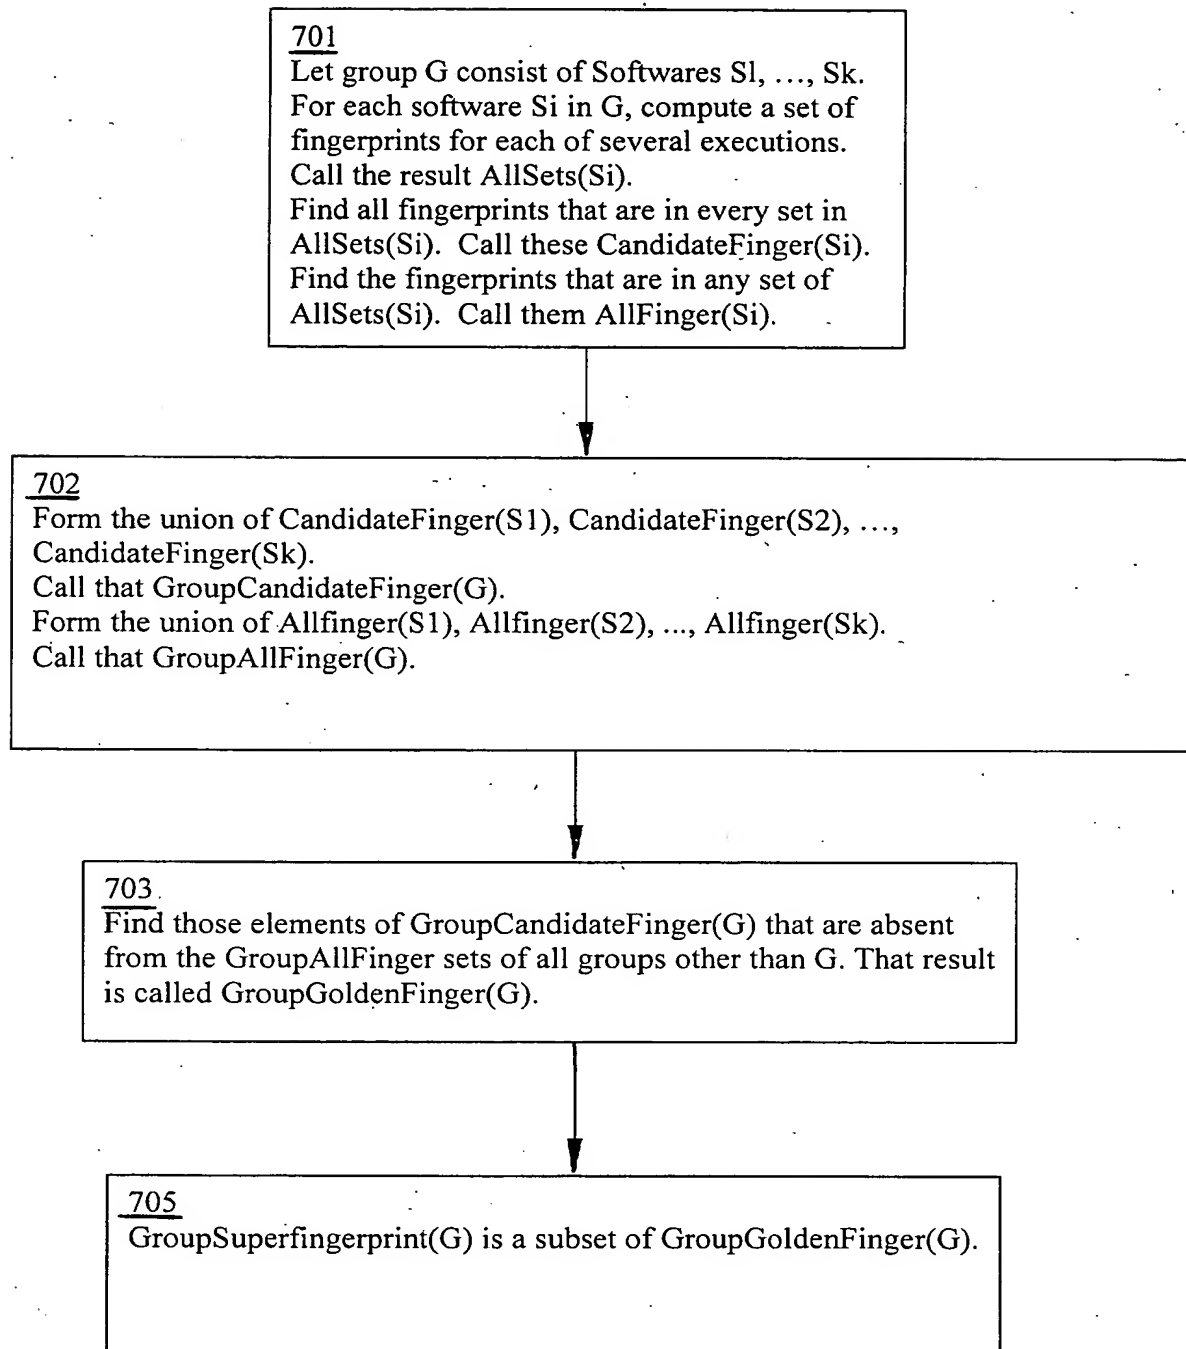 701
Let group G consist of Softwares Sl, ..., Sk.
For each software Si in G, compute a set of
fingerprints for each of several executions.
Call the result AllSets(Si).
Find all fingerprints that are in every set in
AllSets(Si). Call these CandidateFinger(Si).
Find the fingerprints that are in any set of
AllSets(Si). Call them AllFinger(Si).
702
Form the union of CandidateFinger(S1), CandidateFinger(S2), ...,
CandidateFinger(Sk).
Call that GroupCandidateFinger(G).
Form the union of Allfinger(S1), Allfinger(S2), ..., Allfinger(Sk).
Call that GroupAllFinger(G).
703
Find those elements of GroupCandidateFinger(G) that are absent
from the GroupAllFinger sets of all groups other than G. That result
is called GroupGoldenFinger(G).
705
GroupSuperfingerprint(G) is a subset of GroupGoldenFinger(G).